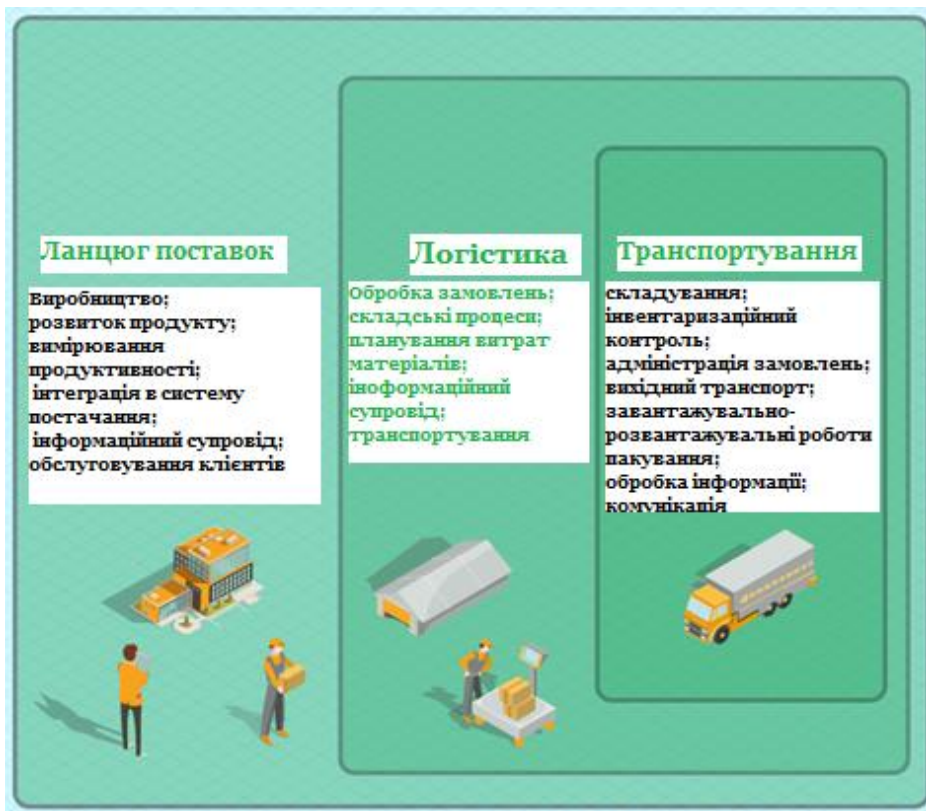 Ланцюг поставок
Виробництво;
розвиток продукту;
вимірювання
продуктивності;
інтеграція в систему
постачання;
інформаційний супровід;
обслуговування клієнтів
Логістика
Обробка замовлень;
складські процеси;
планування витрат
матеріалів;
іноформаційний
супровід;
транспортування
Транспортування
складування;
інвентаризаційний
контроль;
адміністрація замовлень;
вихідний транспорт;
завантажувально-
розвантажувальні роботи
пакування;
обробка інформації;
комунікація